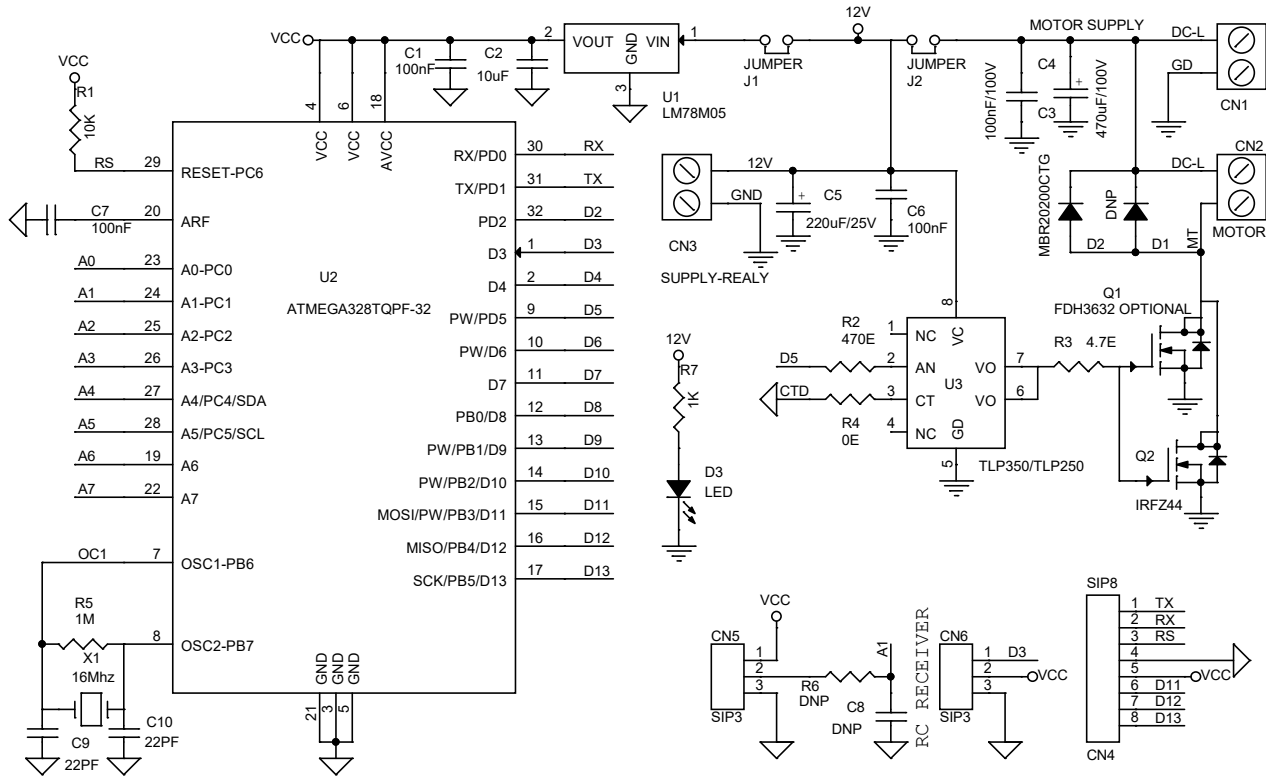 VCC
2
VOUT
GND
VIN
1
3
U1
LM78M05
C1
100nF
C2
10uF
JUMPER
J1
12V
JUMPER
J2
MOTOR SUPPLY
DC-L
GD
CN1
100nF/100V
C4
C3
470uF/100V
VCC
R1
10K
RS
29
4
6
18
VCC
VCC
AVCC
RESET-PC6
20
ARF
C7
100nF
A0
23
A0-PC0
A1
24
A1-PC1
A2
25
A2-PC2
A3
26
A3-PC3
A4
27
A4/PC4/SDA
A5
28
A5/PC5/SCL
A6
19
A6
A7
22
A7
OC1
7
OSC1-PB6
8
OSC2-PB7
R5
1M
X1
16Mhz
C9
22PF
C10
22PF
U2
ATMEGA328TQPF-32
GND
GND
GND
21
3
5
RX/PD0
30
RX
TX/PD1
31
TX
PD2
32
D2
D3
1
D3
D4
2
D4
PW/PD5
9
D5
PW/D6
10
D6
D7
11
D7
PB0/D8
12
D8
PW/PB1/D9
13
D9
PW/PB2/D10
14
D10
MOSI/PW/PB3/D11
15
D11
MISO/PB4/D12
16
D12
SCK/PB5/D13
17
D13
12V
GND
CN3
SUPPLY-REALY
+
C5
220uF/25V
C6
100nF
+
MBR20200CTG
DNP
D2
D1
MT
DC-L
CN2
MOTOR
12V
R7
1K
D3
LED
D5
R2
470E
CTD
R4
0E
1
2
3
4
NC
AN
CT
NC
8
VC
U3
GD
5
VO
VO
7
6
TLP350/TLP250
R3
4.7E
Q1
FDH3632 OPTIONAL
Q2
IRFZ44
VCC
CN5
1
2
3
SIP3
R6
DNP
A1
C8
DNP
RC RECEIVER
CN6
1
2
3
D3
VCC
SIP3
SIP8
1
TX
2
RX
3
RS
4
5
VCC
6
D11
7
D12
8
D13
CN4